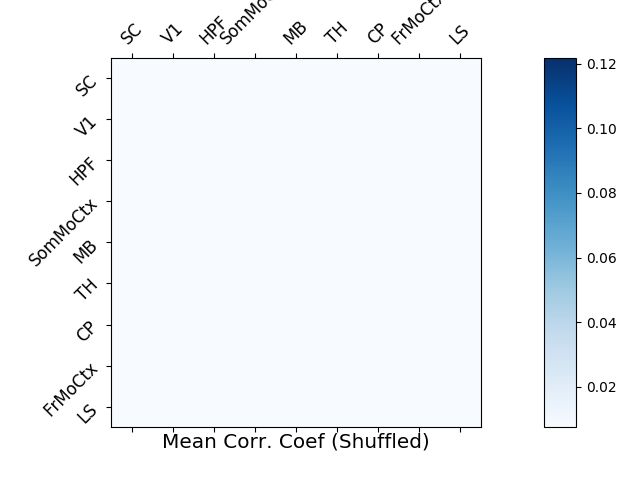 SC V1 HPF MB TH CP LS
SC
V1
HPF
SomMoCtx
MB
TH
CP
FrMoCtx
LS
Mean Corr. Coef (Shuffled)
0.12
0.10
0.08
0.06
0.04
0.02